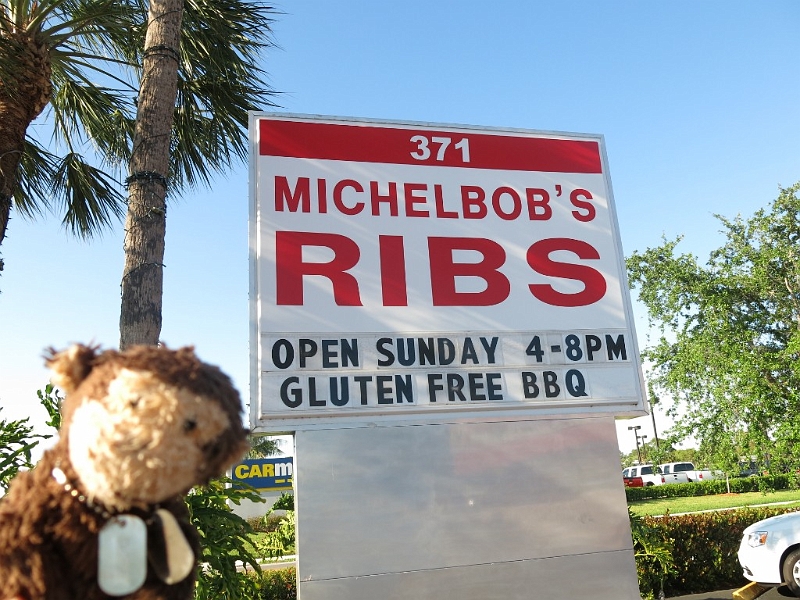 371
MICHELBOB'S
RIBS
OPEN SUNDAY 4-8PM
GLUTEN FREE BBQ